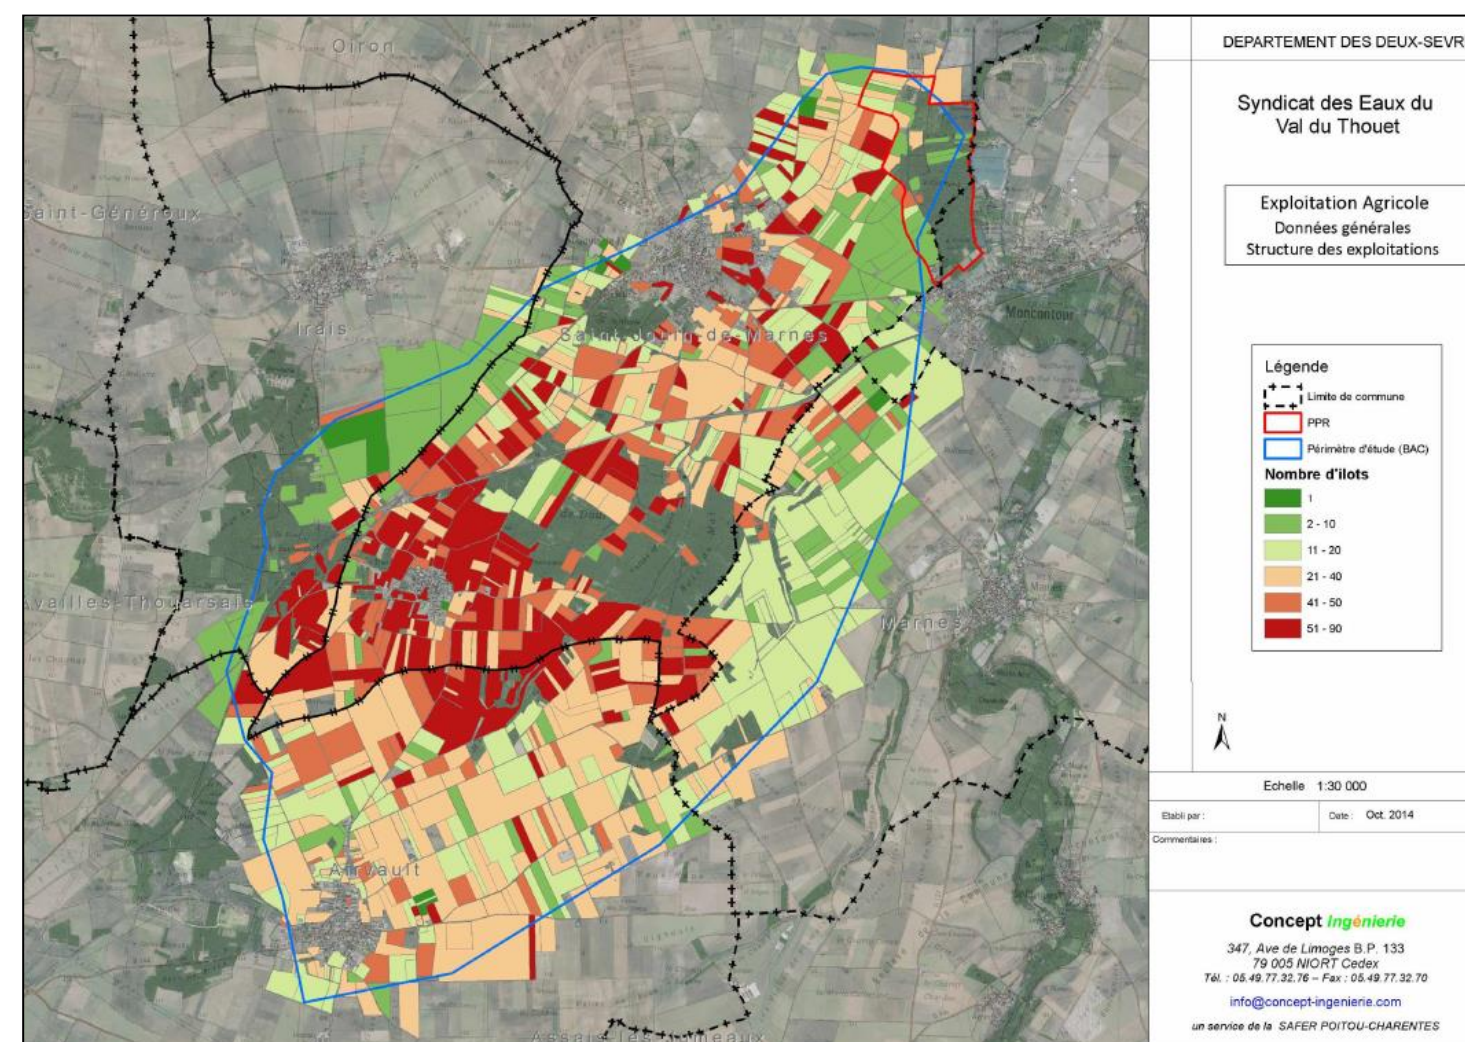 Oiron
Saint-Généroux
Irais
Saint-Jouin-de-Marnes
Moncontour
Availles-Thouarsais
Marnes
Marnes
Airvault
Assais-les-Jumeaux
DEPARTEMENT DES DEUX-SEVR
Syndicat des Eaux du
Val du Thouet
Exploitation Agricole
Données générales
Structure des exploitations
Légende
Limite de commune
PPR
Périmètre d'étude (BAC)
Nombre d'ilots
1
2 - 10
11 - 20
21 - 40
41 - 50
51 - 90
N
Echelle 1:30 000
Etabli par :
Date : Oct. 2014
Commentaires :
Concept Ingénierie
347, Ave de Limoges B.P. 133
79 005 NIORT Cedex
Tél. : 05.49.77.32.76 – Fax : 05.49.77.32.70
info@concept-ingenierie.com
un service de la SAFER POITOU-CHARENTES